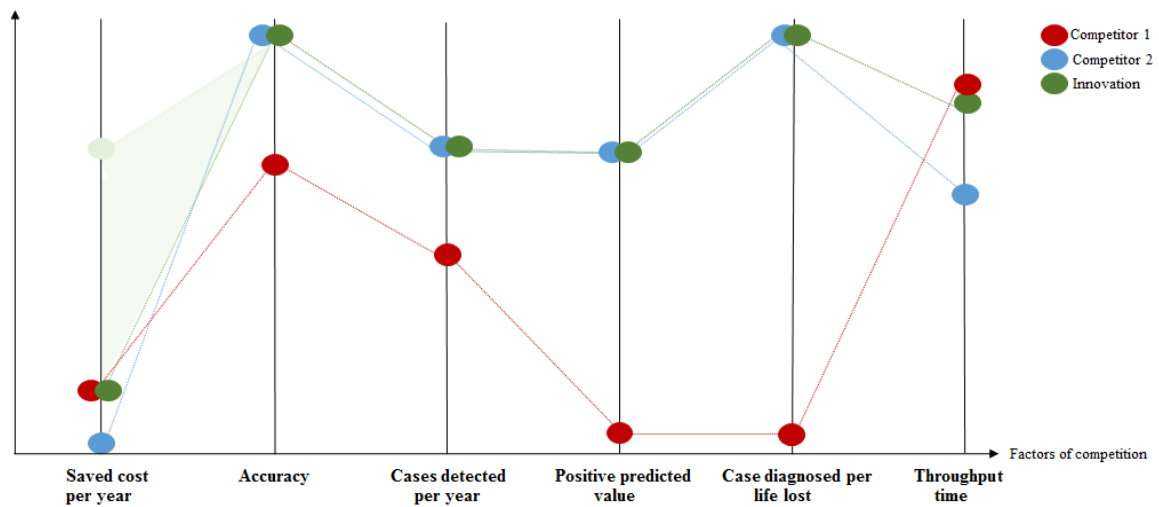 Competitor 1
Competitor 2
Innovation
Factors of competition
Saved cost
per year
Accuracy
Cases detected
per year
Positive predicted
value
Case diagnosed per
life lost
Throughput
time